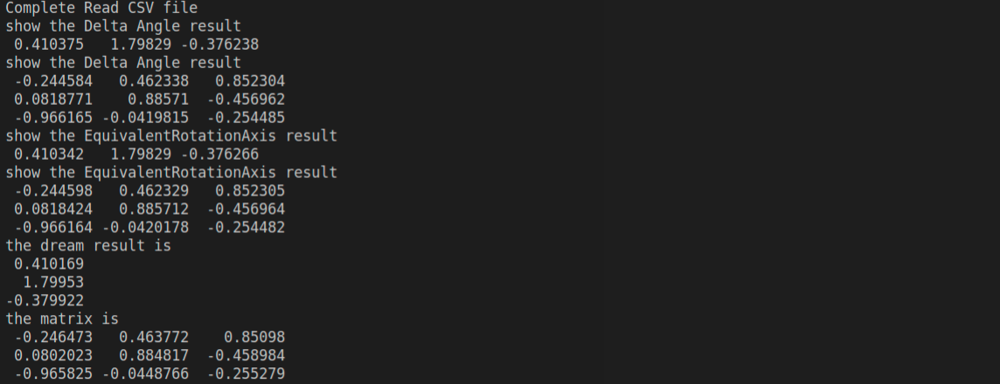 Complete Read CSV file
show the Delta Angle result
0.410375 1.79829 -0.376238
show the Delta Angle result
-0.244584 0.462338 0.852304
0.0818771 0.88571 -0.456962
-0.966165 -0.0419815 -0.254485
show the EquivalentRotationAxis result
0.410342 1.79829 -0.376266
show the EquivalentRotationAxis result
-0.244598 0.462329 0.852305
0.0818424 0.885712 -0.456964
-0.966164 -0.0420178 -0.254482
the dream result is
0.410169
1.79953
-0.379922
the matrix is
-0.246473 0.463772 0.85098
0.0802023 0.884817 -0.458984
-0.965825 -0.0448766 -0.255279